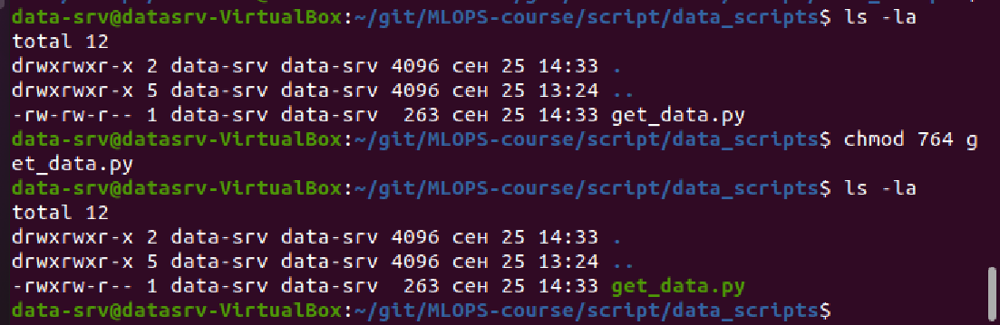 data-srv@datasrv-VirtualBox:~/git/MLOPS-course/script/data_scripts$ ls -la
total 12
drwxrwxr-x 2 data-srv data-srv 4096 сен 25 14:33 .
drwxrwxr-x 5 data-srv data-srv 4096 сен 25 13:24 ..
-rw-rw-r-- 1 data-srv data-srv  263 сен 25 14:33 get_data.py
data-srv@datasrv-VirtualBox:~/git/MLOPS-course/script/data_scripts$ chmod 764 g
et_data.py
data-srv@datasrv-VirtualBox:~/git/MLOPS-course/script/data_scripts$ ls -la
total 12
drwxrwxr-x 2 data-srv data-srv 4096 сен 25 14:33 .
drwxrwxr-x 5 data-srv data-srv 4096 сен 25 13:24 ..
-rwxrw-r-- 1 data-srv data-srv  263 сен 25 14:33 get_data.py
data-srv@datasrv-VirtualBox:~/git/MLOPS-course/script/data_scripts$